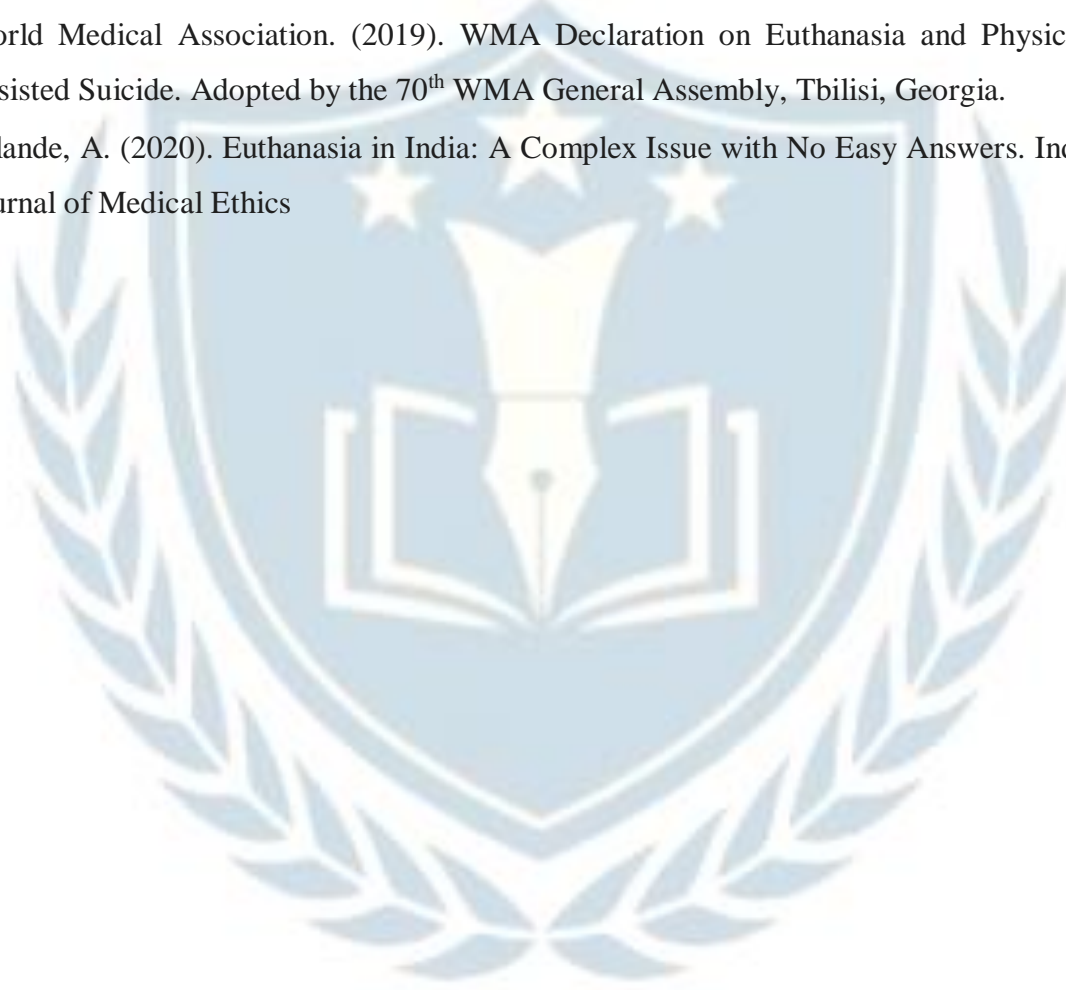 orld Medical Association. (2019). WMA Declaration on Euthanasia and Physic
sisted Suicide. Adopted by the 70th WMA General Assembly, Tbilisi, Georgia.
lande, A. (2020). Euthanasia in India: A Complex Issue with No Easy Answers. Ind
urnal of Medical Ethics